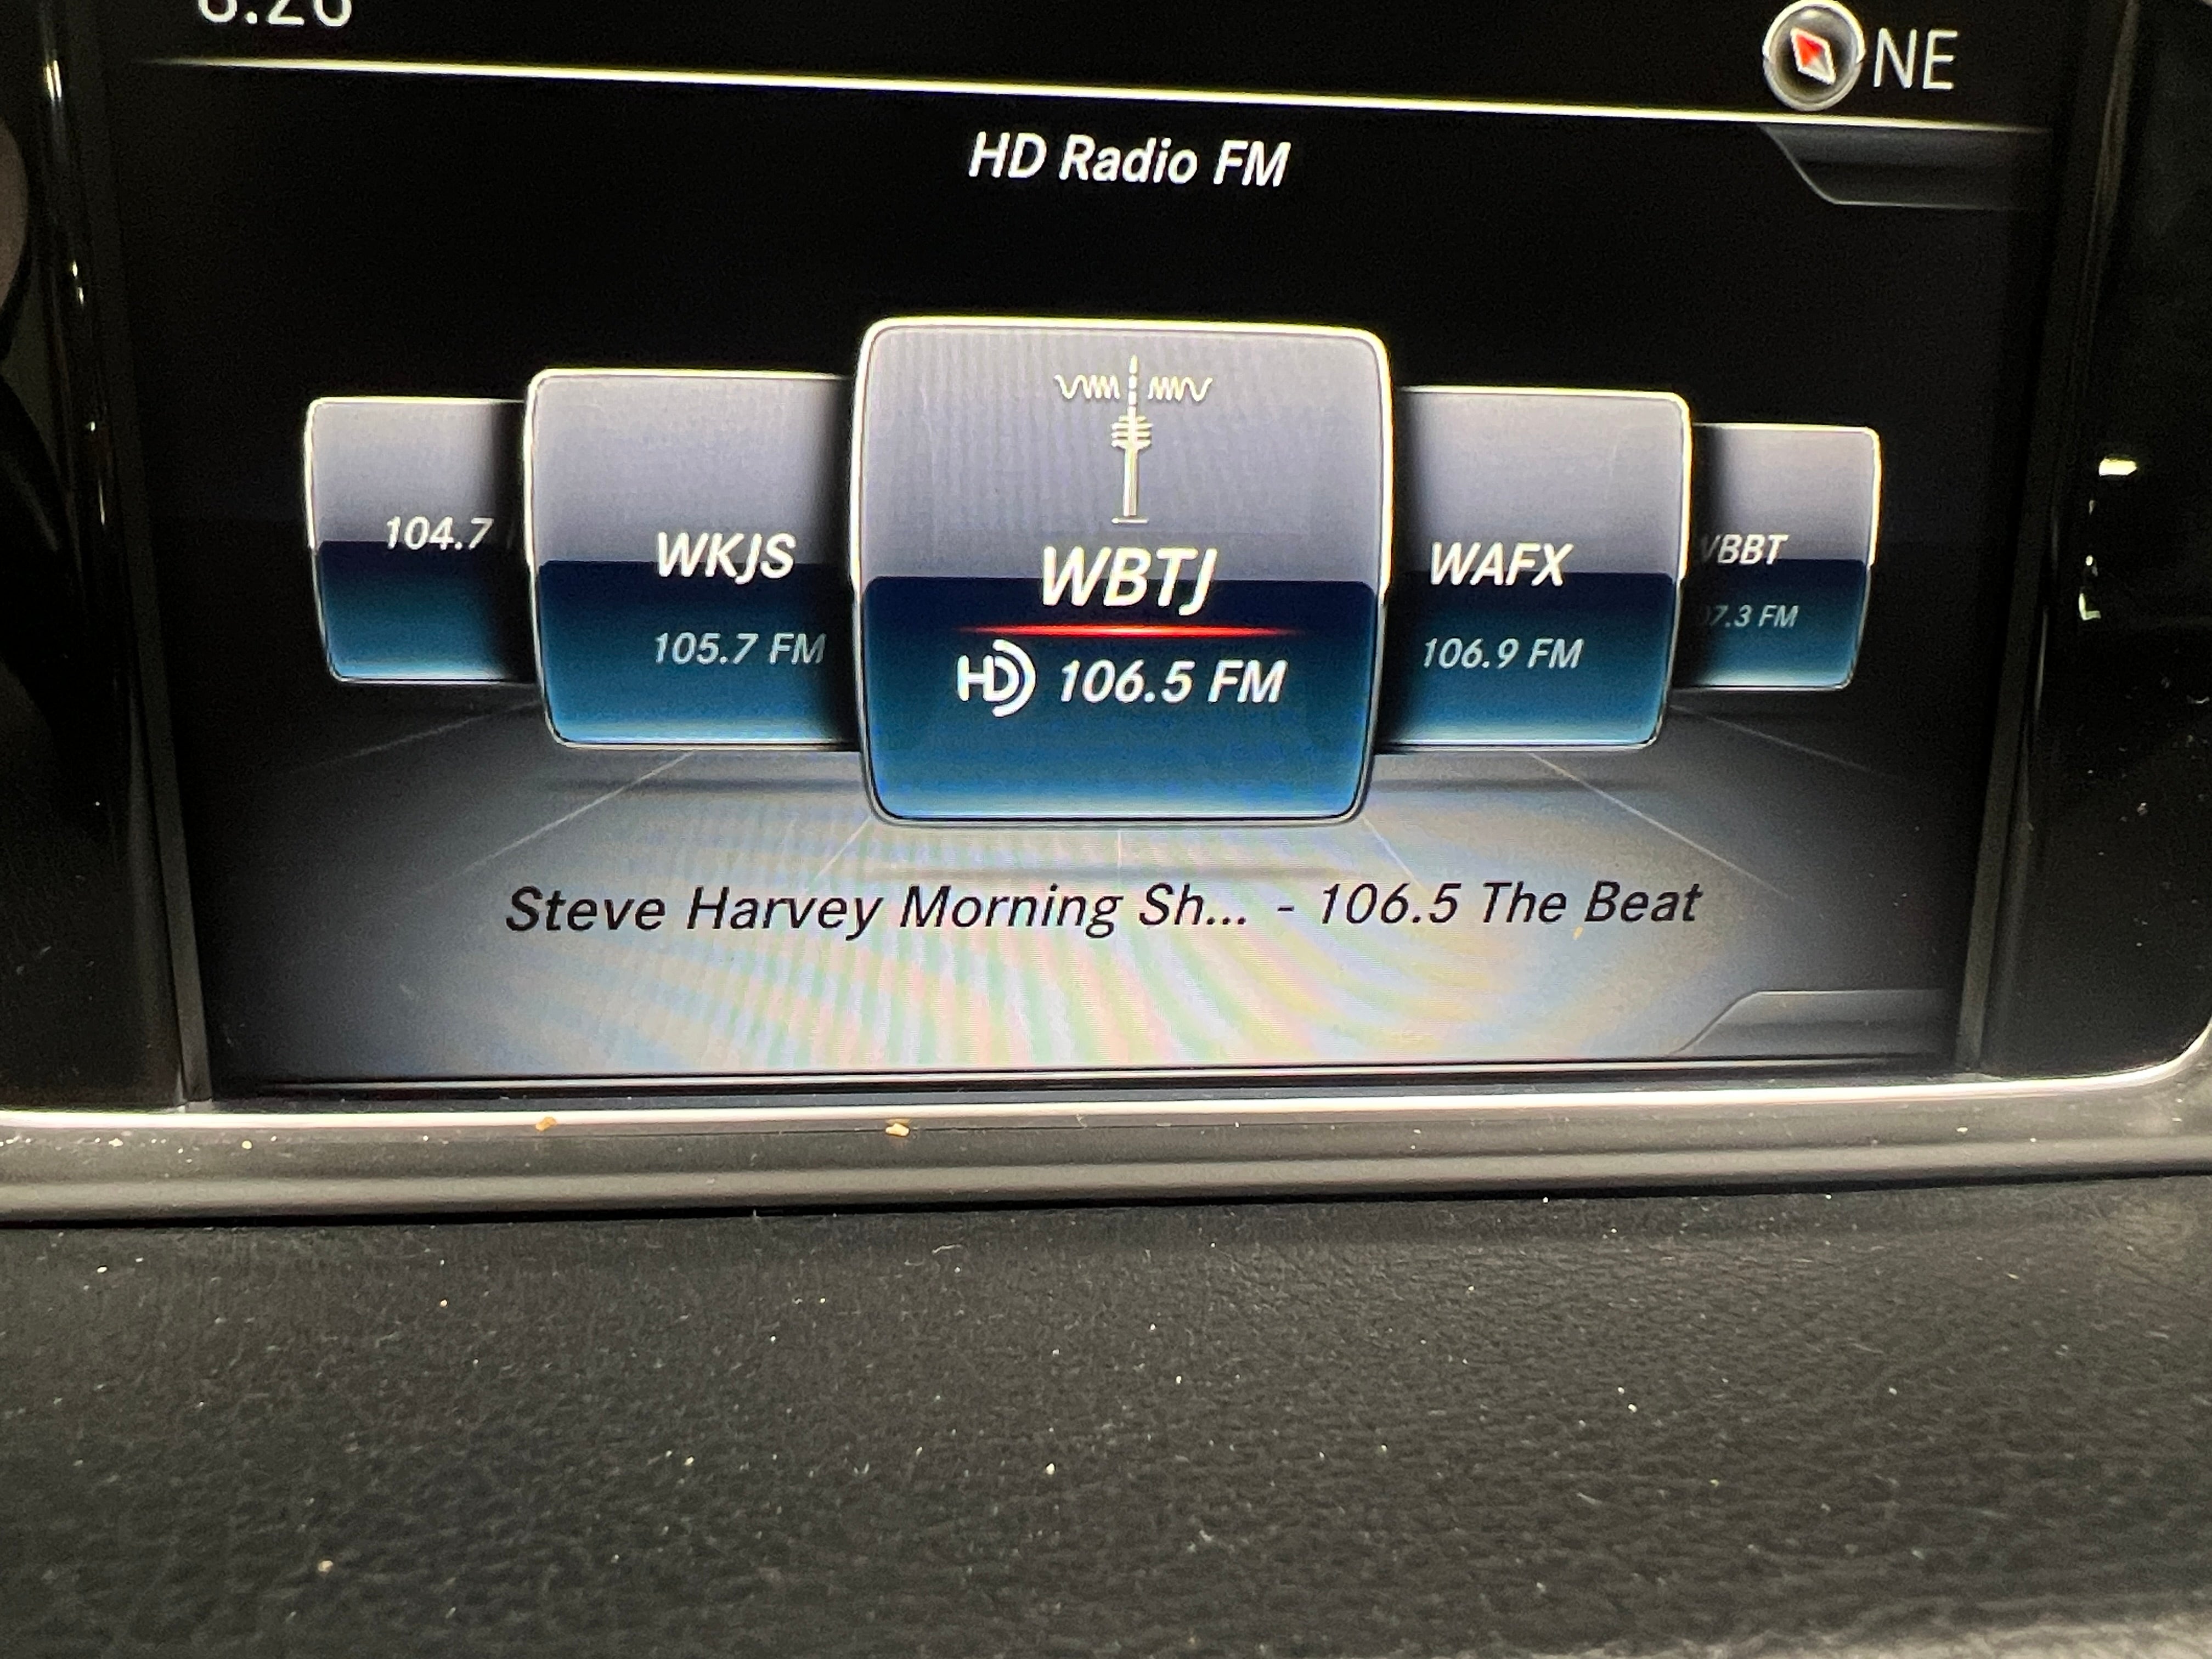 NE
HD Radio FM
104.7
WKJS
105.7 FM
WBTJ
HD 106.5 FM
WAFX
106.9 FM
Steve Harvey Morning Sh... - 106.5 The Beat